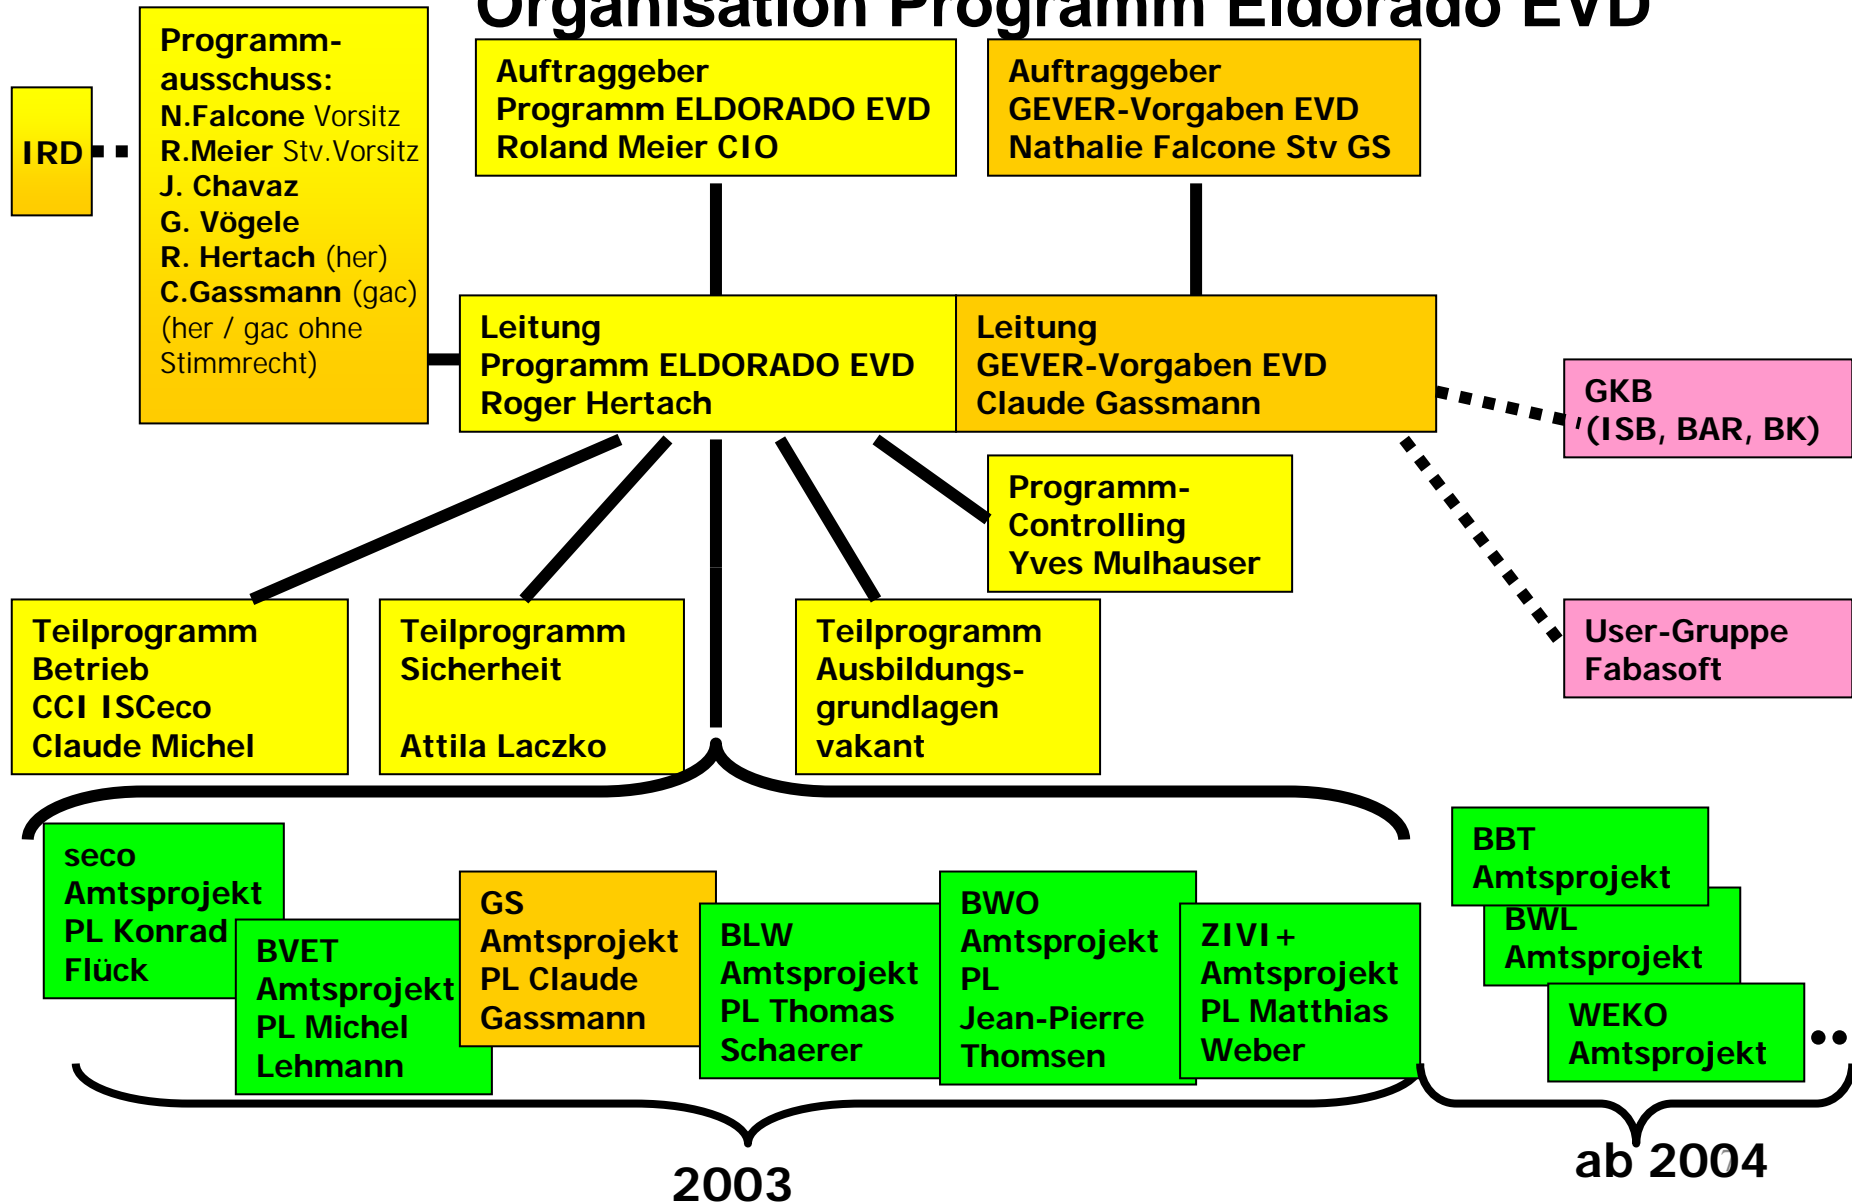 Organisation Programm Eldorado EVD
IRD
Programm-
ausschuss:
N.Falcone Vorsitz
R.Meier Stv.Vorsitz
J. Chavaz
G. Vögele
R. Hertach (her)
C.Gassmann (gac)
(her / gac ohne
Stimmrecht)
Auftraggeber
Programm ELDORADO EVD
Roland Meier CIO
Auftraggeber
GEVER-Vorgaben EVD
Nathalie Falcone Stv GS
Leitung
Programm ELDORADO EVD
Roger Hertach
Leitung
GEVER-Vorgaben EVD
Claude Gassmann
GKB
(ISB, BAR, BK)
Programm-
Controlling
Yves Mulhauser
Teilprogramm
Betrieb
CCI ISCeco
Claude Michel
Teilprogramm
Sicherheit
Attila Laczko
Teilprogramm
Ausbildungs-
grundlagen
vakant
User-Gruppe
Fabasoft
seco
Amtsprojekt
PL Konrad
Flück
BVET
Amtsprojekt
PL Michel
Lehmann
GS
Amtsprojekt
PL Claude
Gassmann
BLW
Amtsprojekt
PL Thomas
Schaerer
BWO
Amtsprojekt
PL
Jean-Pierre
Thomsen
ZIVI+
Amtsprojekt
PL Matthias
Weber
BBT
Amtsprojekt
BWL
Amtsprojekt
WEKO
Amtsprojekt
2003
ab 2004